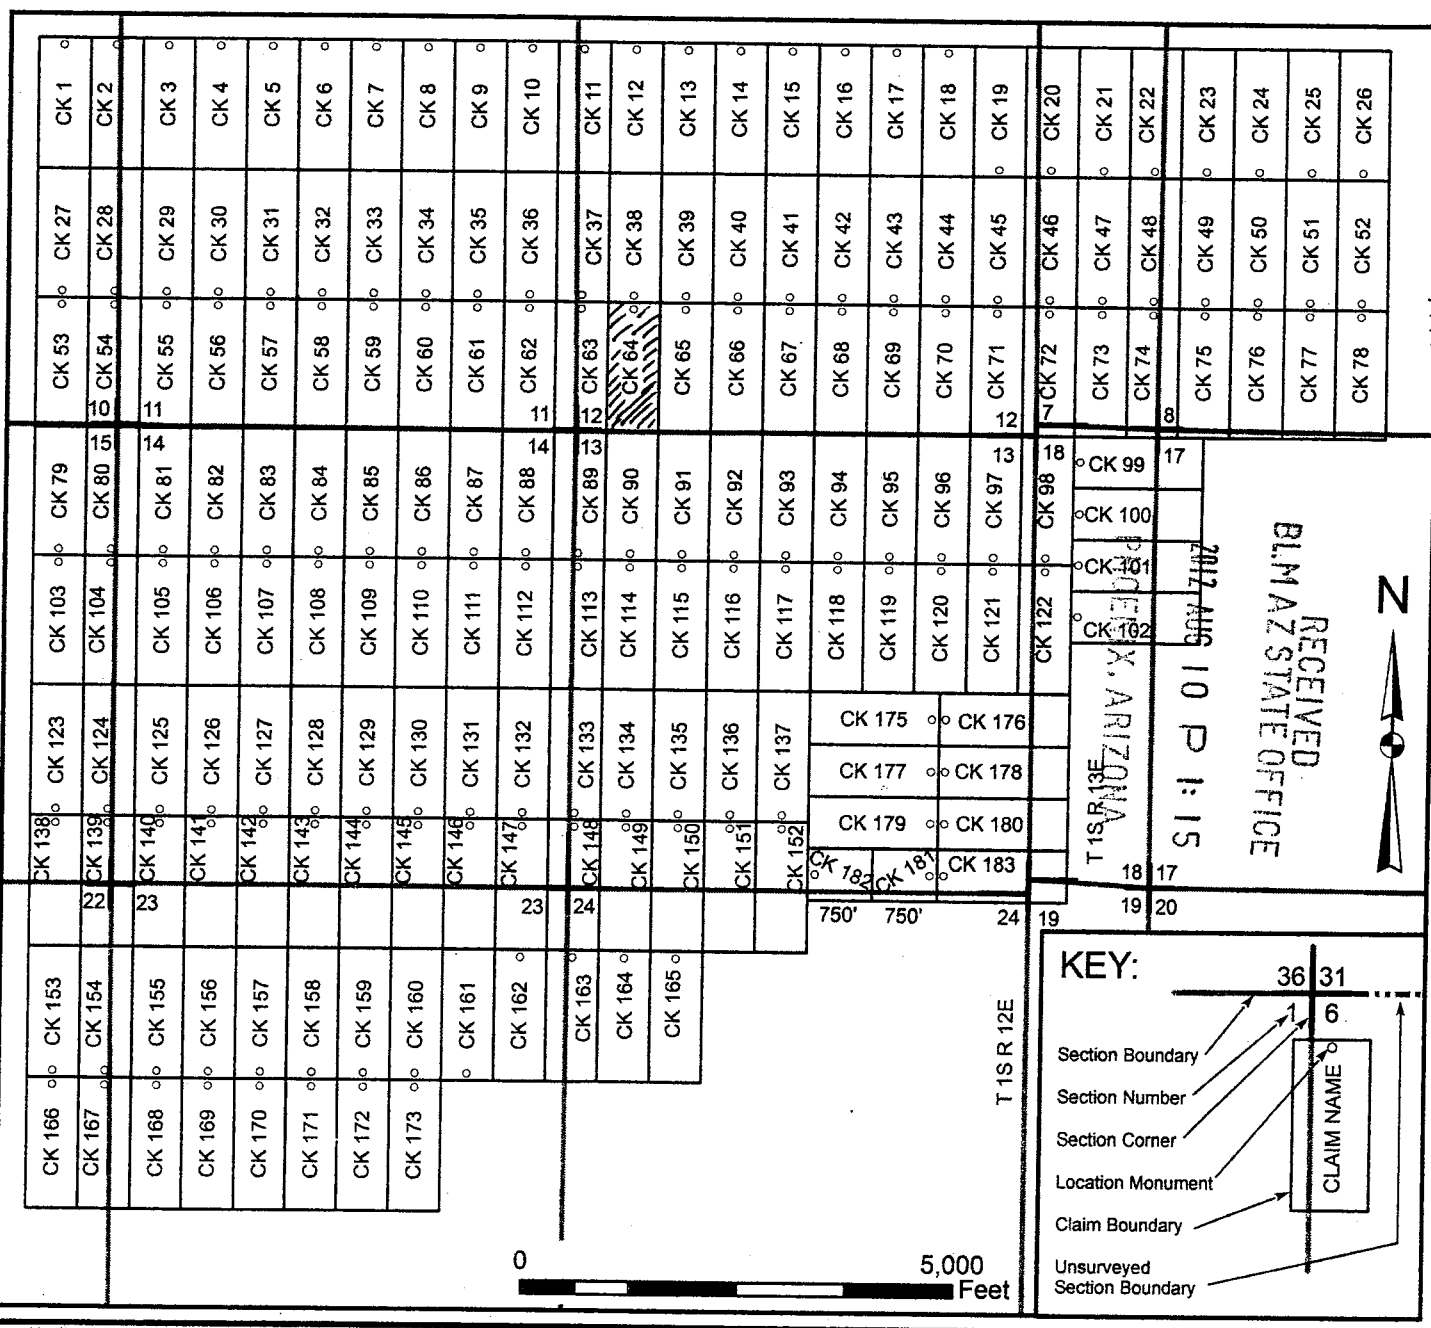 CK 1 CK 2 CK 3 CK 4 CK 5 CK 6 CK 7 CK 8 CK 9 CK 10 CK 11 CK 12 CK 13 CK 14 CK 15 CK 16 CK 17 CK 18 CK 19 CK 20 CK 21 CK 22 CK 23 CK 24 CK 25 CK 26
CK 27 CK 28 CK 29 CK 30 CK 31 CK 32 CK 33 CK 34 CK 35 CK 36 CK 37 CK 38 CK 39 CK 40 CK 41 CK 42 CK 43 CK 44 CK 45 CK 46 CK 47 CK 48 CK 49 CK 50 CK 51 CK 52
CK 53 CK 54 CK 55 CK 56 CK 57 CK 58 CK 59 CK 60 CK 61 CK 62 CK 63 CK 64 CK 65 CK 66 CK 67 CK 68 CK 69 CK 70 CK 71 CK 72 CK 73 CK 74 CK 75 CK 76 CK 77 CK 78
10 11 11 12 12 7 8
15 14 14 13 13 18 17
CK 79 CK 80 CK 81 CK 82 CK 83 CK 84 CK 85 CK 86 CK 87 CK 88 CK 89 CK 90 CK 91 CK 92 CK 93 CK 94 CK 95 CK 96 CK 97 CK 98
CK 99
CK 100
CK 101
CK 102
CK 103 CK 104 CK 105 CK 106 CK 107 CK 108 CK 109 CK 110 CK 111 CK 112 CK 113 CK 114 CK 115 CK 116 CK 117 CK 118 CK 119 CK 120 CK 121 CK 122
CK 123 CK 124 CK 125 CK 126 CK 127 CK 128 CK 129 CK 130 CK 131 CK 132 CK 133 CK 134 CK 135 CK 136 CK 137
CK 175 CK 176
CK 177 CK 178
CK 179 CK 180
CK 138 CK 139 CK 140 CK 141 CK 142 CK 143 CK 144 CK 145 CK 146 CK 147 CK 148 CK 149 CK 150 CK 151 CK 152 CK 182 CK 181 CK 183
18 17
22 23 23 24 750' 750' 24 19 19 20
CK 153 CK 154 CK 155 CK 156 CK 157 CK 158 CK 159 CK 160 CK 161 CK 162 CK 163 CK 164 CK 165
CK 166 CK 167 CK 168 CK 169 CK 170 CK 171 CK 172 CK 173
T 1S R 13E
T 1S R 12E
RECEIVED
BLM AZ STATE OFFICE
2012 AUG 10 P 1:15
PHOENIX, ARIZONA
N
0 5,000
Feet
KEY:
36 31
1 6
Section Boundary
Section Number
Section Corner
Location Monument
Claim Boundary
Unsurveyed
Section Boundary
CLAIM NAME